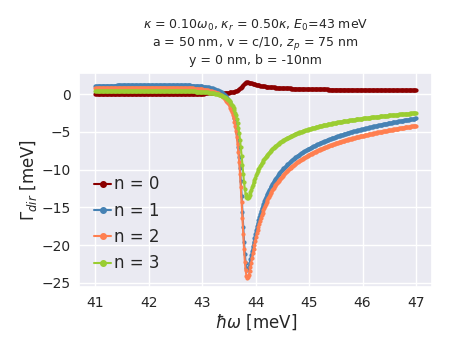 κ = 0.10ω₀, κᵣ = 0.50κ, E₀=43 meV
a = 50 nm, v = c/10, zₚ = 75 nm
y = 0 nm, b = -10nm
0
−5
−10
−15
−20
−25
Γ_dir [meV]
n = 0
n = 1
n = 2
n = 3
41 42 43 44 45 46 47
ħω [meV]